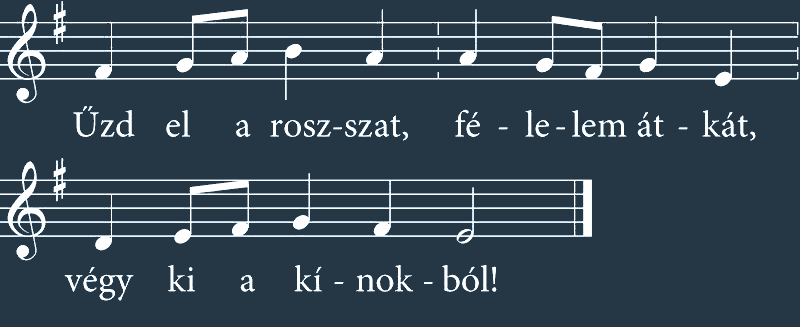 Űzd el a rosz-szat, fé - le - lem át - kát,
végy ki a kí - nok - ból!